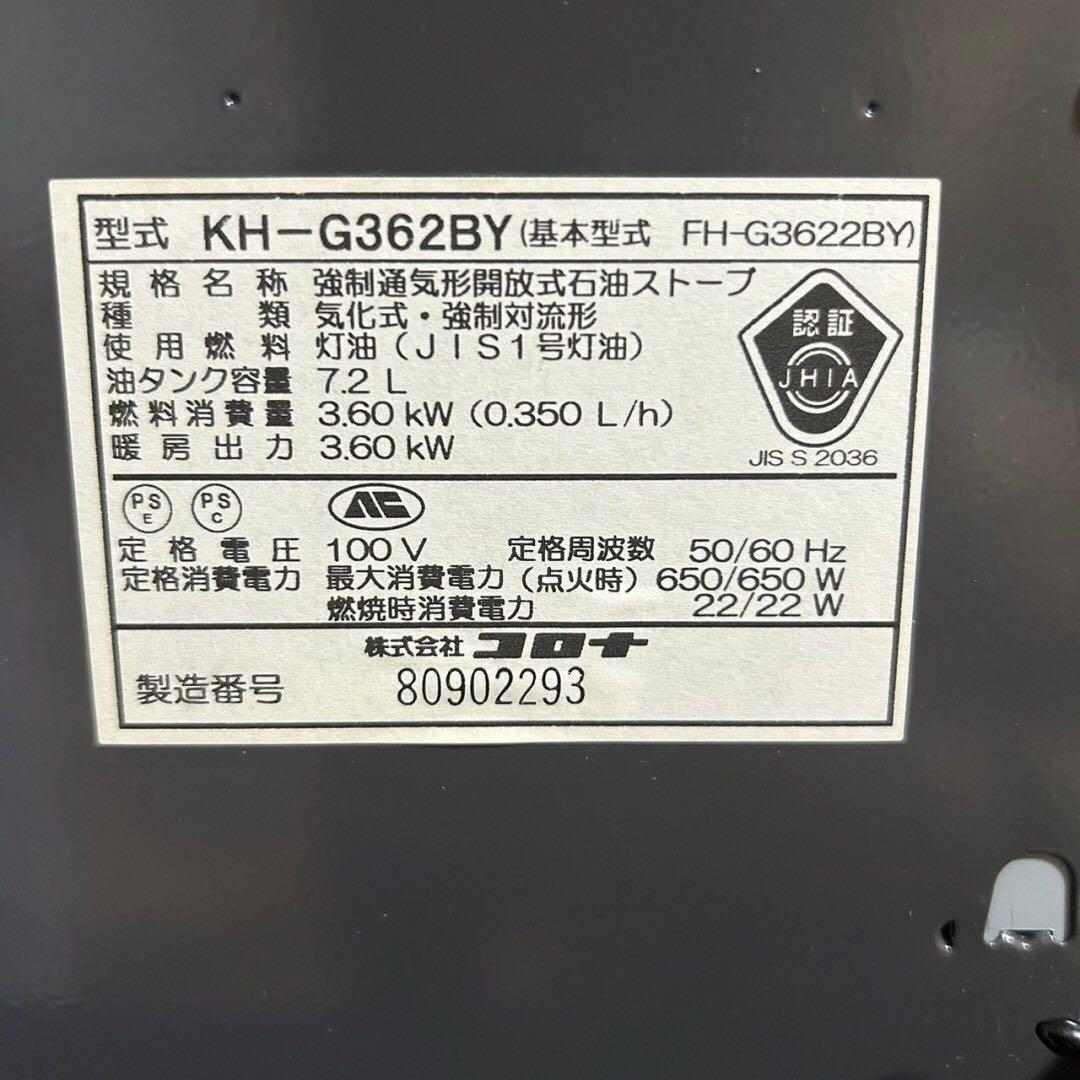 型式 KH-G362BY(基本型式 FH-G3622BY)
規格名称 強制通気形開放式石油ストーブ
種類 気化式・強制対流形
使用燃料 灯油(JIS1号灯油)
油タンク容量 7.2 L
燃料消費量 3.60 kW (0.350 L/h)
暖房出力 3.60 kW
認証
JHIA
JIS S 2036
PS E PS C
定格電圧 100 V 定格周波数 50/60 Hz
定格消費電力 最大消費電力(点火時) 650/650 W
燃焼時消費電力 22/22 W
株式会社 コロナ
製造番号 80902293